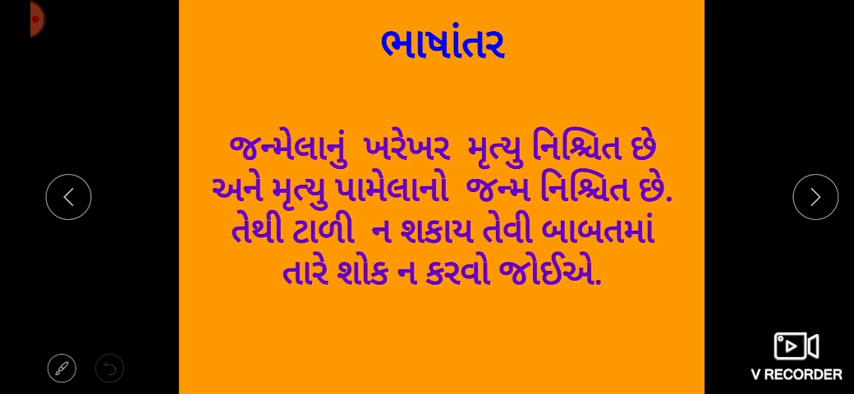 ભાષાંતર
જન્મેલાનું ખરેખર મૃત્યુ નિશ્ચિત છે
અને મૃત્યુ પામેલાનો જન્મ નિશ્ચિત છે.
તેથી ટાળી ન શકાય તેવી બાબતમાં
તારે શોક ન કરવો જોઈએ.
V RECORDER